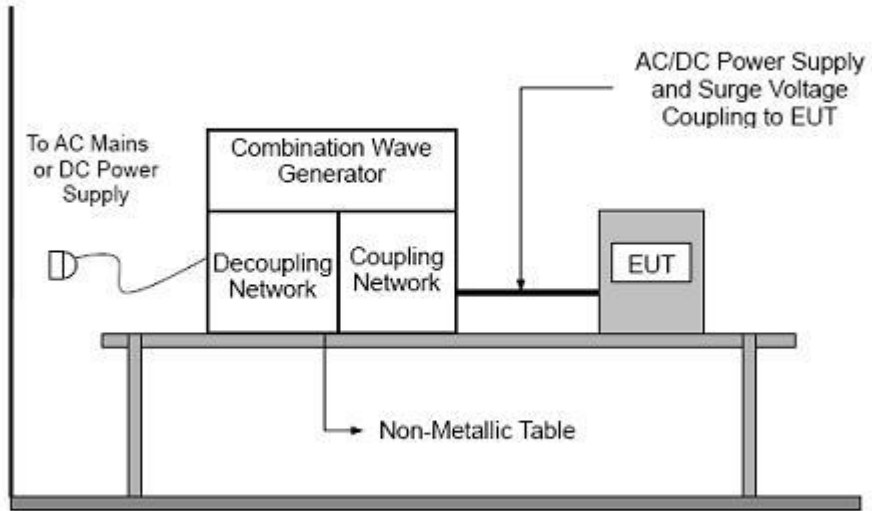 AC/DC Power Supply
and Surge Voltage
Coupling to EUT
To AC Mains
or DC Power
Supply
Combination Wave
Generator
Decoupling
Network
Coupling
Network
EUT
Non-Metallic Table